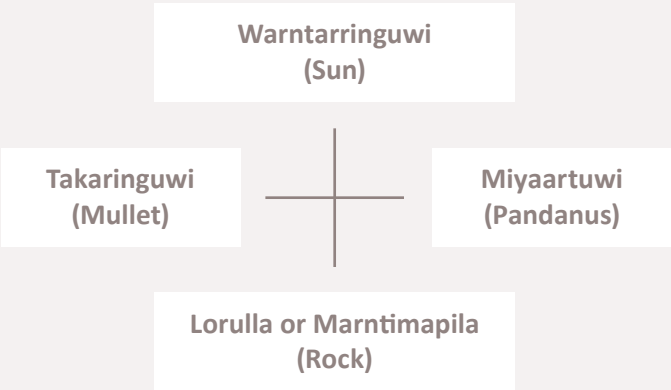 Warntarringuwi
(Sun)
Takaringuwi
(Mullet)
Miyaartuwi
(Pandanus)
Lorulla or Marntimapila
(Rock)